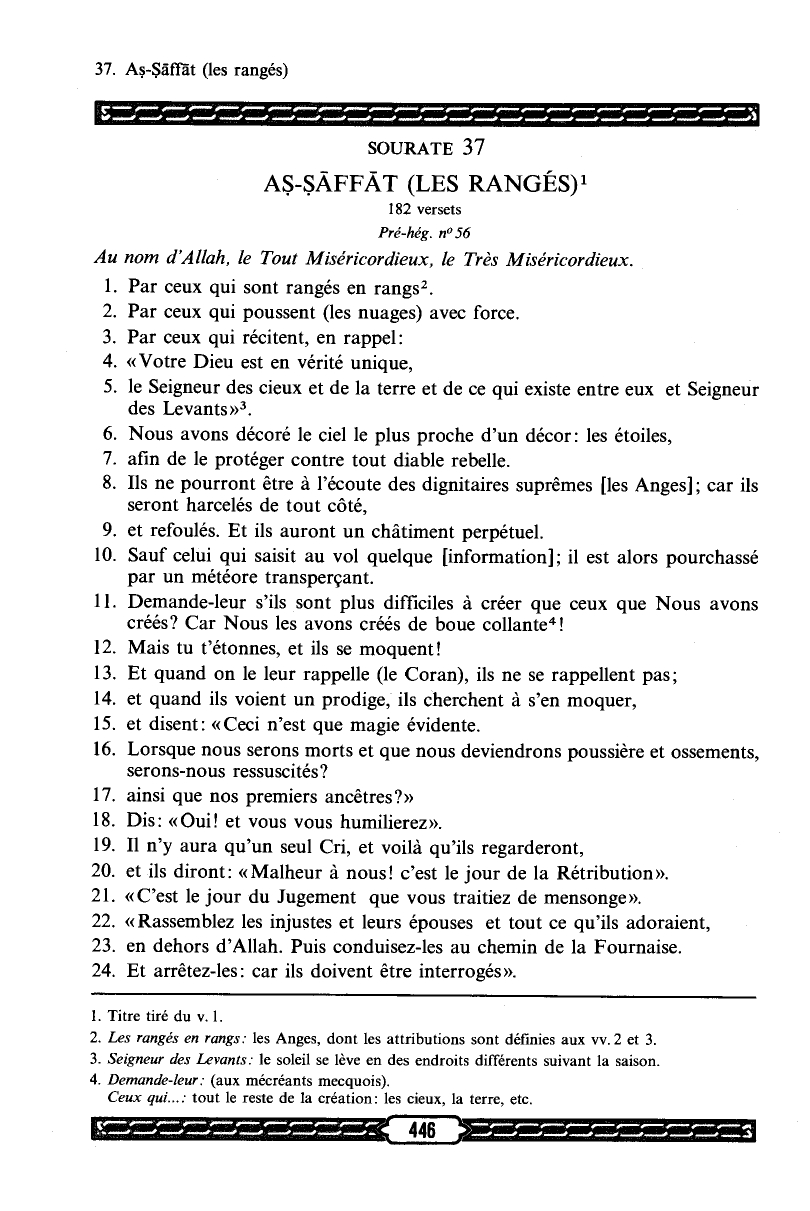 37. Aṣ-Ṣāffāt (les rangés)
SOURATE 37
AṢ-ṢĀFFĀT (LES RANGÉS)¹
182 versets
Pré-hég. nº 56
Au nom d'Allah, le Tout Miséricordieux, le Très Miséricordieux.
1. Par ceux qui sont rangés en rangs².
2. Par ceux qui poussent (les nuages) avec force.
3. Par ceux qui récitent, en rappel:
4. «Votre Dieu est en vérité unique,
5. le Seigneur des cieux et de la terre et de ce qui existe entre eux et Seigneur
des Levants»³.
6. Nous avons décoré le ciel le plus proche d'un décor: les étoiles,
7. afin de le protéger contre tout diable rebelle.
8. Ils ne pourront être à l'écoute des dignitaires suprêmes [les Anges]; car ils
seront harcelés de tout côté,
9. et refoulés. Et ils auront un châtiment perpétuel.
10. Sauf celui qui saisit au vol quelque [information]; il est alors pourchassé
par un météore transperçant.
11. Demande-leur s'ils sont plus difficiles à créer que ceux que Nous avons
créés? Car Nous les avons créés de boue collante⁴!
12. Mais tu t'étonnes, et ils se moquent!
13. Et quand on le leur rappelle (le Coran), ils ne se rappellent pas;
14. et quand ils voient un prodige, ils cherchent à s'en moquer,
15. et disent: «Ceci n'est que magie évidente.
16. Lorsque nous serons morts et que nous deviendrons poussière et ossements,
serons-nous ressuscités?
17. ainsi que nos premiers ancêtres?»
18. Dis: «Oui! et vous vous humilierez».
19. Il n'y aura qu'un seul Cri, et voilà qu'ils regarderont,
20. et ils diront: «Malheur à nous! c'est le jour de la Rétribution».
21. «C'est le jour du Jugement que vous traitiez de mensonge».
22. «Rassemblez les injustes et leurs épouses et tout ce qu'ils adoraient,
23. en dehors d'Allah. Puis conduisez-les au chemin de la Fournaise.
24. Et arrêtez-les: car ils doivent être interrogés».
1. Titre tiré du v. 1.
2. Les rangés en rangs: les Anges, dont les attributions sont définies aux vv. 2 et 3.
3. Seigneur des Levants: le soleil se lève en des endroits différents suivant la saison.
4. Demande-leur: (aux mécréants mecquois).
Ceux qui...: tout le reste de la création: les cieux, la terre, etc.
446